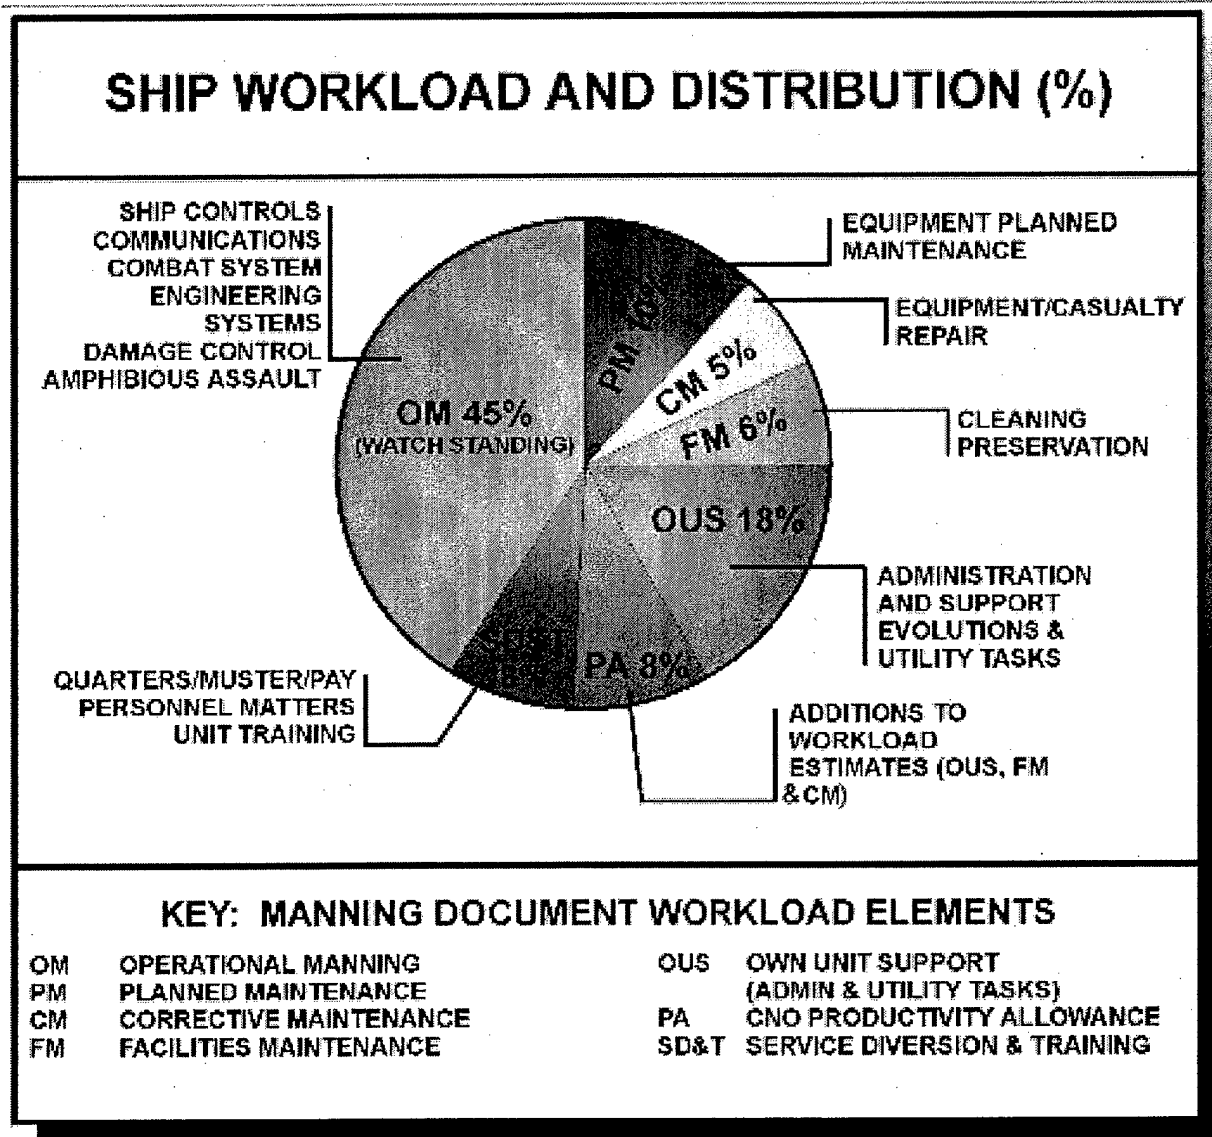 SHIP WORKLOAD AND DISTRIBUTION (%)
SHIP CONTROLS
COMMUNICATIONS
COMBAT SYSTEM
ENGINEERING
SYSTEMS
DAMAGE CONTROL
AMPHIBIOUS ASSAULT
EQUIPMENT PLANNED
MAINTENANCE
EQUIPMENT/CASUALTY
REPAIR
CLEANING
PRESERVATION
ADMINISTRATION
AND SUPPORT
EVOLUTIONS &
UTILITY TASKS
ADDITIONS TO
WORKLOAD
ESTIMATES (OUS, FM
&CM)
QUARTERS/MUSTER/PAY
PERSONNEL MATTERS
UNIT TRAINING
OM 45%
(WATCH STANDING)
PM
CM 5%
FM 6%
OUS 18%
PA 8%
KEY: MANNING DOCUMENT WORKLOAD ELEMENTS
OM OPERATIONAL MANNING
PM PLANNED MAINTENANCE
CM CORRECTIVE MAINTENANCE
FM FACILITIES MAINTENANCE
OUS OWN UNIT SUPPORT
(ADMIN & UTILITY TASKS)
PA CNO PRODUCTIVITY ALLOWANCE
SD&T SERVICE DIVERSION & TRAINING